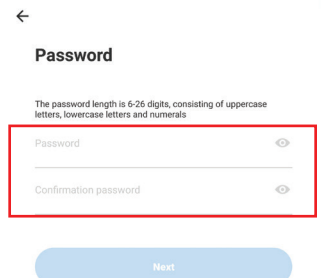 Password
The password length is 6-26 digits, consisting of uppercase
letters, lowercase letters and numerals
Password
Confirmation password
Next